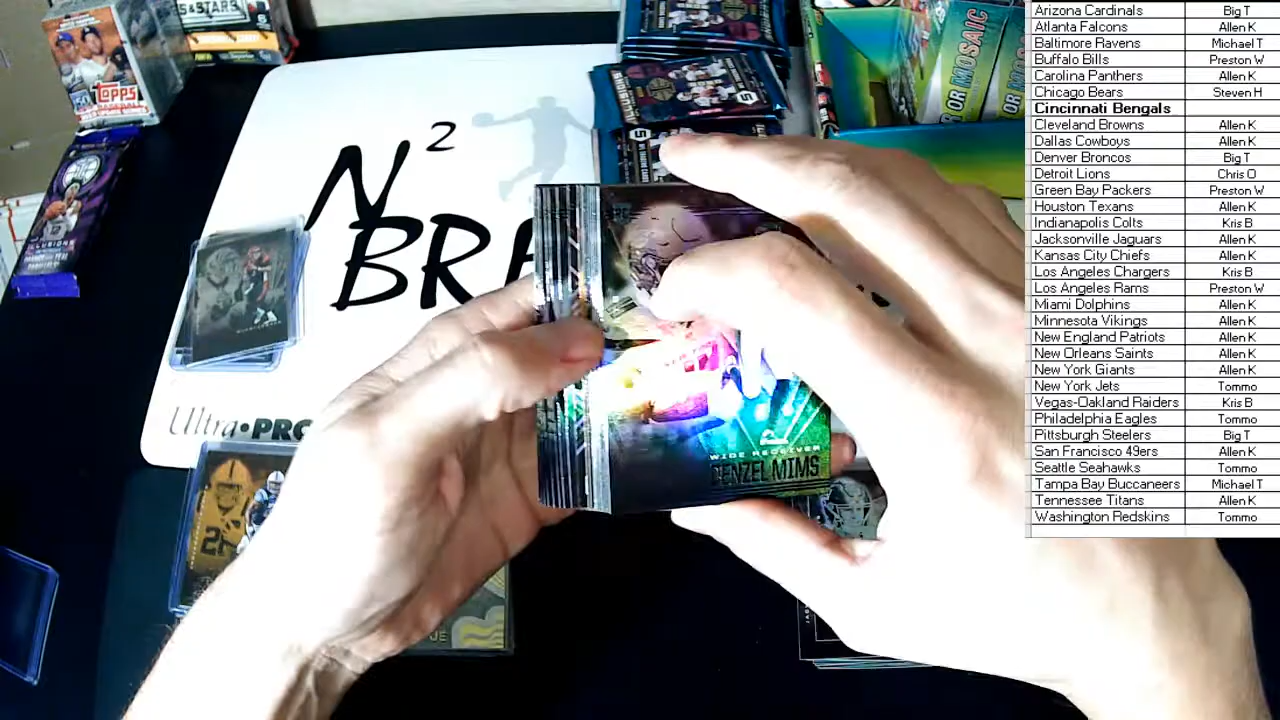 S&STARS
TOPPS
BASEBALL
N²
BRE
Ultra•PRO
OR MOSAIC
WIDE RECEIVER
DENZEL MIMS
Arizona Cardinals Big T
Atlanta Falcons Allen K
Baltimore Ravens Michael T
Buffalo Bills Preston W
Carolina Panthers Allen K
Chicago Bears Steven H
Cincinnati Bengals
Cleveland Browns Allen K
Dallas Cowboys Allen K
Denver Broncos Big T
Detroit Lions Chris O
Green Bay Packers Preston W
Houston Texans Allen K
Indianapolis Colts Kris B
Jacksonville Jaguars Allen K
Kansas City Chiefs Allen K
Los Angeles Chargers Kris B
Los Angeles Rams Preston W
Miami Dolphins Allen K
Minnesota Vikings Allen K
New England Patriots Allen K
New Orleans Saints Allen K
New York Giants Allen K
New York Jets Tommo
Vegas-Oakland Raiders Kris B
Philadelphia Eagles Tommo
Pittsburgh Steelers Big T
San Francisco 49ers Allen K
Seattle Seahawks Tommo
Tampa Bay Buccaneers Michael T
Tennessee Titans Allen K
Washington Redskins Tommo